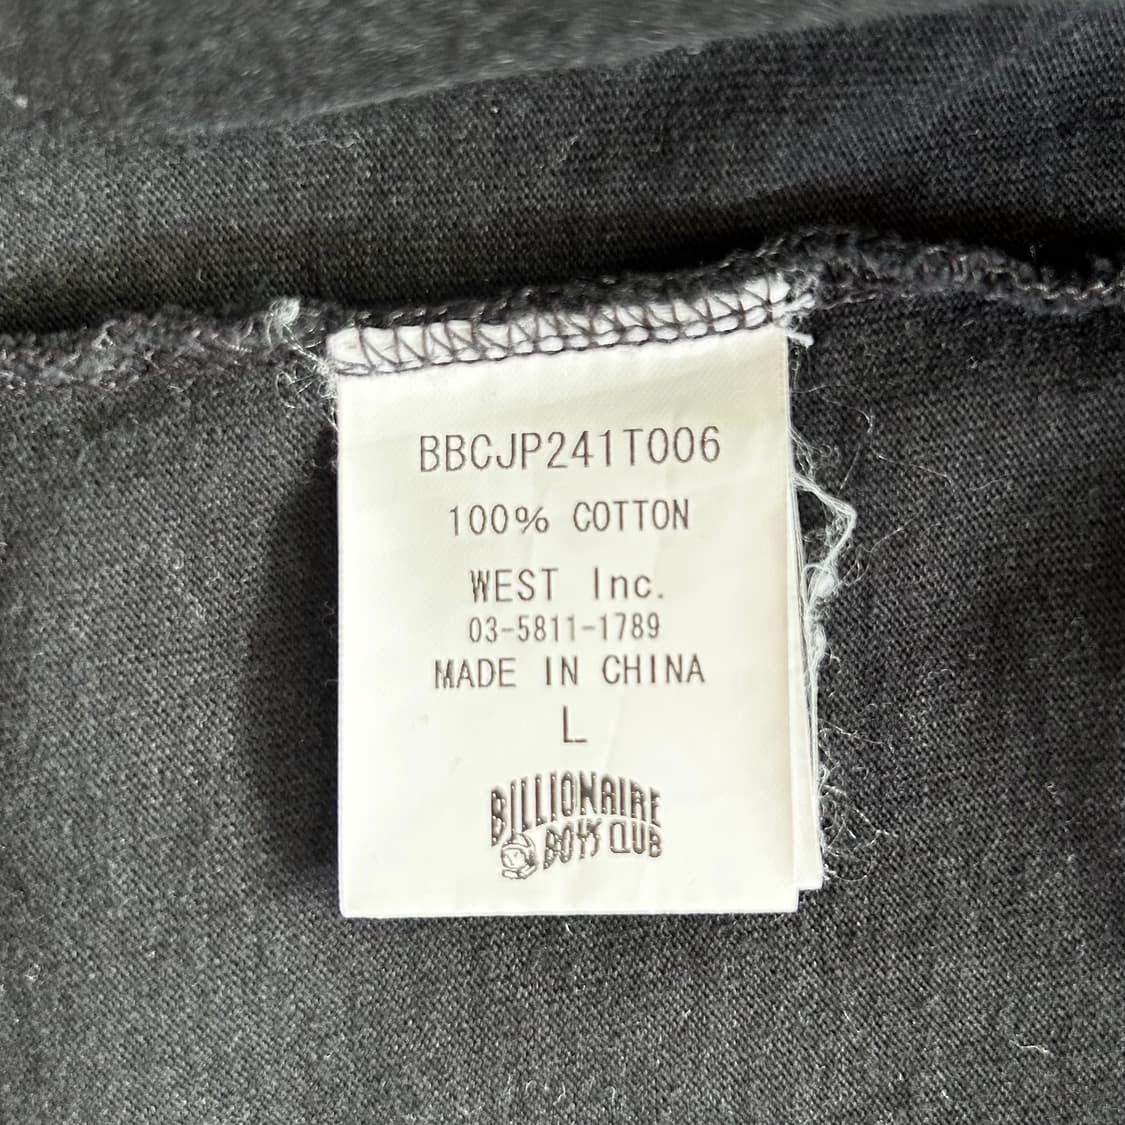 BBCJP241T006
100% COTTON
WEST Inc.
03-5811-1789
MADE IN CHINA
L
BILLIONAIRE
BOYS CLUB